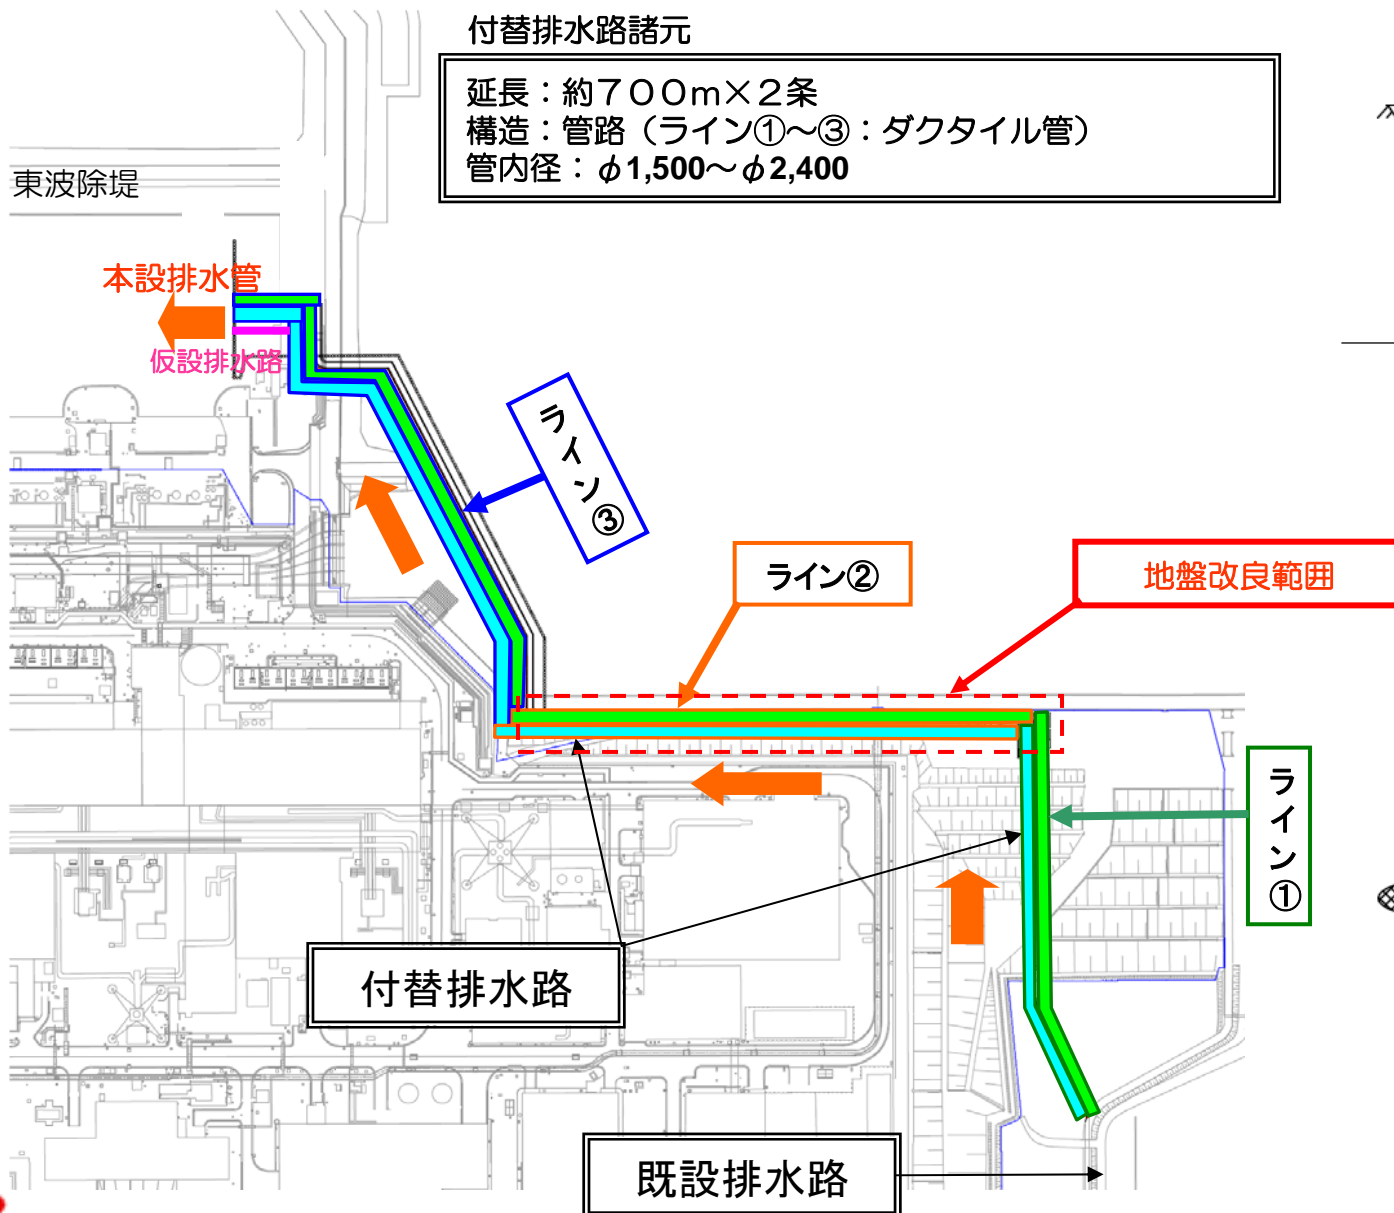 付替排水路諸元
延長：約７００ｍ×２条
構造：管路（ライン①～③：ダクタイル管）
管内径：φ1,500～φ2,400
東波除堤
本設排水管
仮設排水路
ライン③
ライン②
地盤改良範囲
ライン①
付替排水路
既設排水路